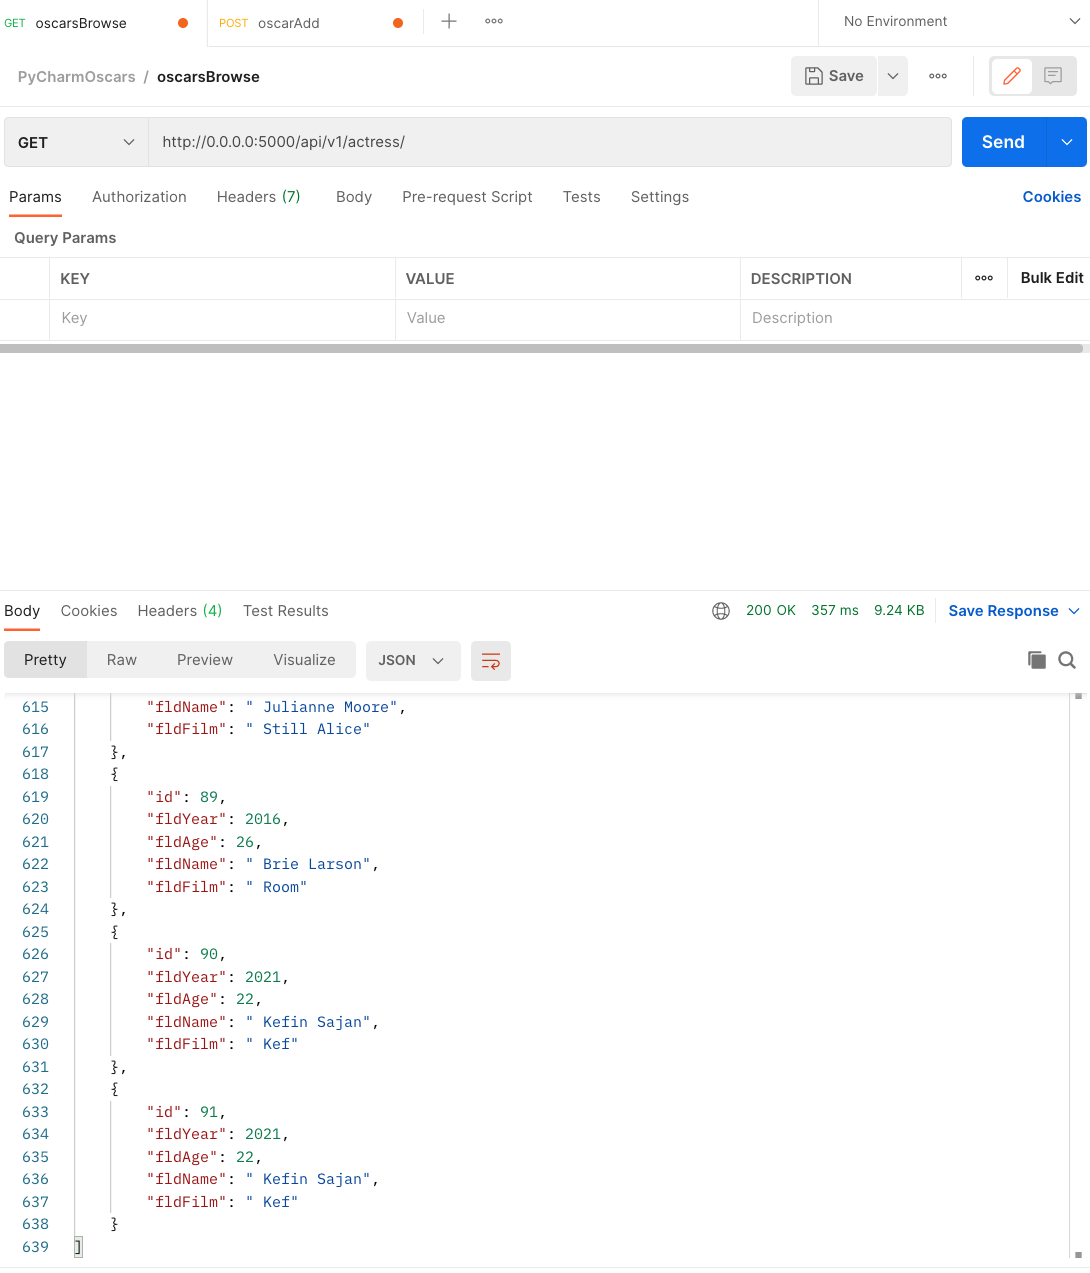 GET oscarsBrowse POST oscarAdd No Environment
PyCharmOscars / oscarsBrowse Save
GET http://0.0.0.0:5000/api/v1/actress/ Send
Params Authorization Headers (7) Body Pre-request Script Tests Settings Cookies
Query Params
KEY VALUE DESCRIPTION Bulk Edit
Key Value Description
Body Cookies Headers (4) Test Results 200 OK 357 ms 9.24 KB Save Response
Pretty Raw Preview Visualize JSON
615 "fldName": " Julianne Moore",
616 "fldFilm": " Still Alice"
617 },
618 {
619 "id": 89,
620 "fldYear": 2016,
621 "fldAge": 26,
622 "fldName": " Brie Larson",
623 "fldFilm": " Room"
624 },
625 {
626 "id": 90,
627 "fldYear": 2021,
628 "fldAge": 22,
629 "fldName": " Kefin Sajan",
630 "fldFilm": " Kef"
631 },
632 {
633 "id": 91,
634 "fldYear": 2021,
635 "fldAge": 22,
636 "fldName": " Kefin Sajan",
637 "fldFilm": " Kef"
638 }
639 ]